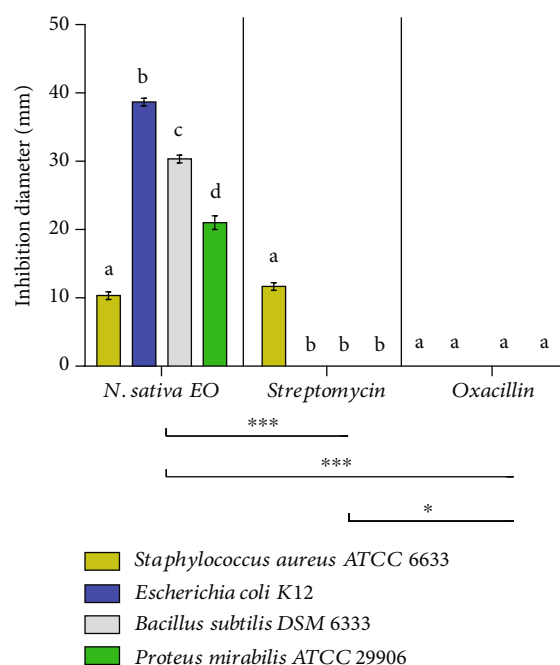 Inhibition diameter (mm)
50
40
30
20
10
0
a
b
c
d
a
b
b
b
a
a
a
a
N. sativa EO
Streptomycin
Oxacillin
***
***
*
Staphylococcus aureus ATCC 6633
Escherichia coli K12
Bacillus subtilis DSM 6333
Proteus mirabilis ATCC 29906